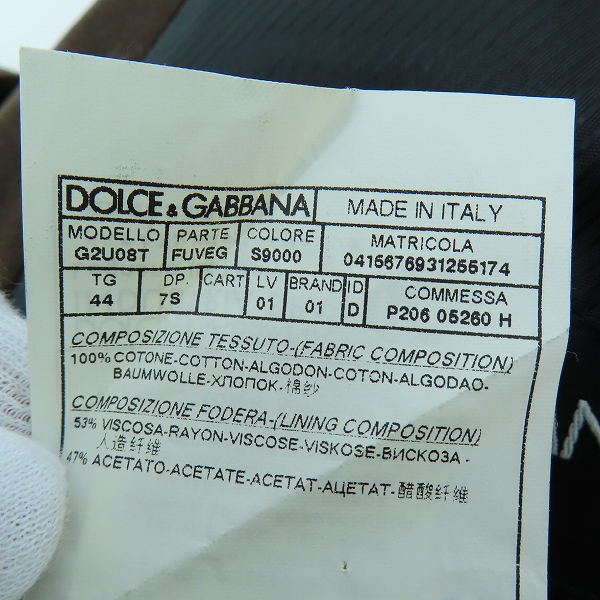 DOLCE & GABBANA MADE IN ITALY
MODELLO PARTE COLORE MATRICOLA
G2U08T FUVEG S9000 0415676931255174
TG DP. CART LV BRAND ID COMMESSA
44 7S 01 01 D P206 05260 H
COMPOSIZIONE TESSUTO-(FABRIC COMPOSITION)
100% COTONE-COTTON-ALGODON-COTON-ALGODAO-
BAUMWOLLE-ХЛОПОК-棉纱
COMPOSIZIONE FODERA-(LINING COMPOSITION)
53% VISCOSA-RAYON-VISCOSE-VISKOSE-ВИСКОЗА -
人造纤维
47% ACETATO-ACETATE-ACETAT-АЦЕТАТ-醋酸纤维